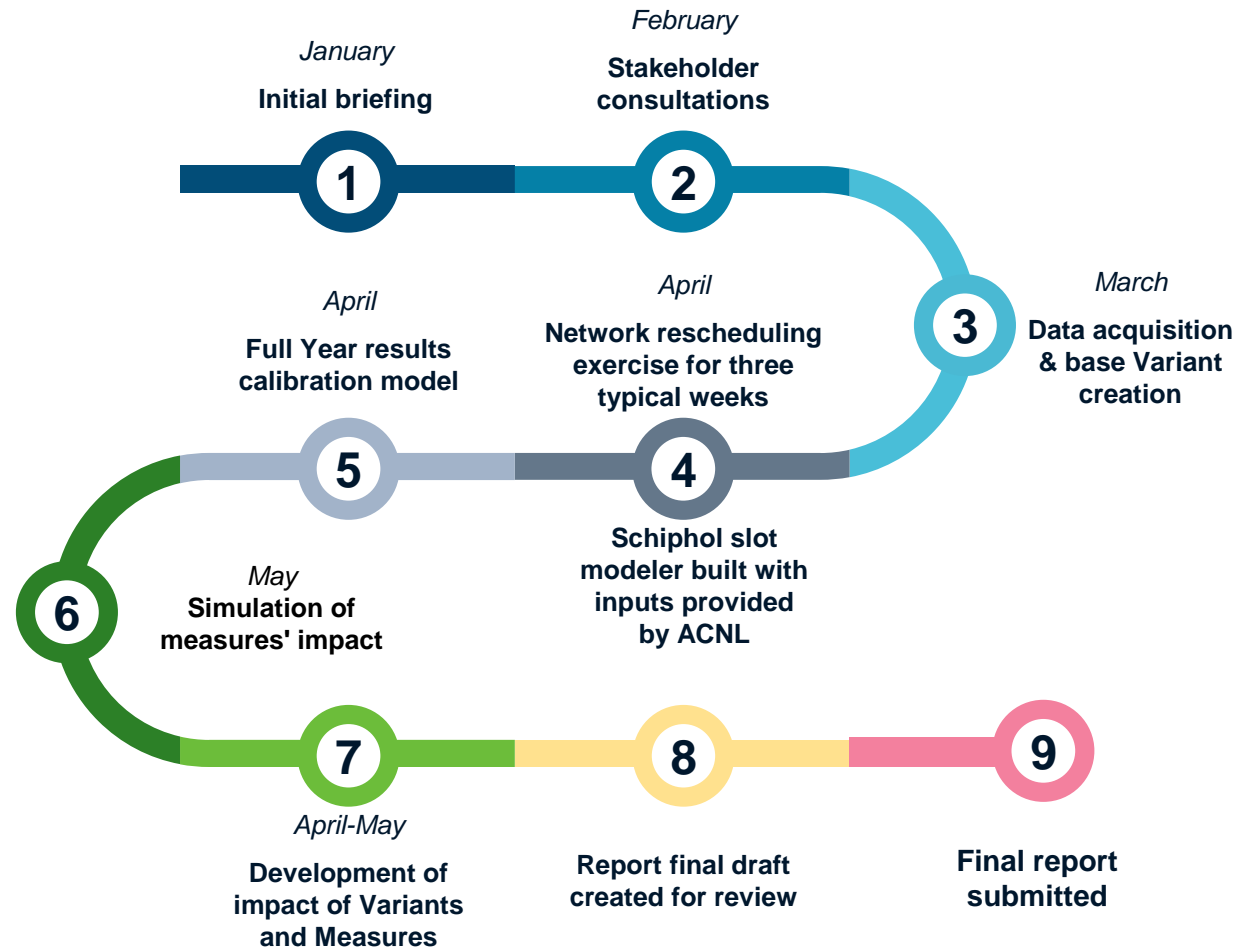 January
Initial briefing
1
February
Stakeholder
consultations
2
3
March
Data acquisition
& base Variant
creation
April
Network rescheduling
exercise for three
typical weeks
4
Schiphol slot
modeler built with
inputs provided
by ACNL
April
Full Year results
calibration model
5
6
May
Simulation of
measures' impact
7
April-May
Development of
impact of Variants
and Measures
8
Report final draft
created for review
9
Final report
submitted